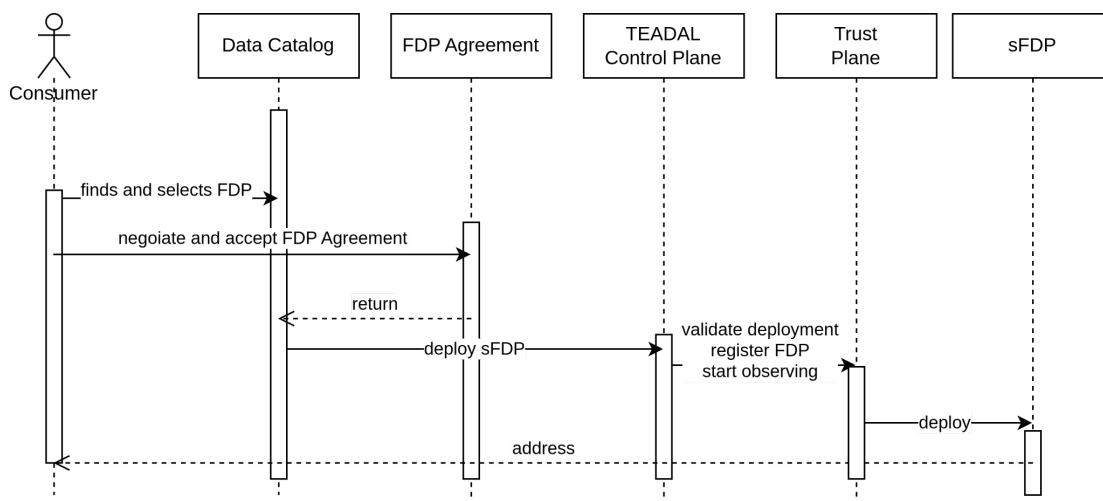 Consumer
Data Catalog
FDP Agreement
TEADAL
Control Plane
Trust
Plane
sFDP
finds and selects FDP
negoiate and accept FDP Agreement
return
deploy sFDP
validate deployment
register FDP
start observing
deploy
address